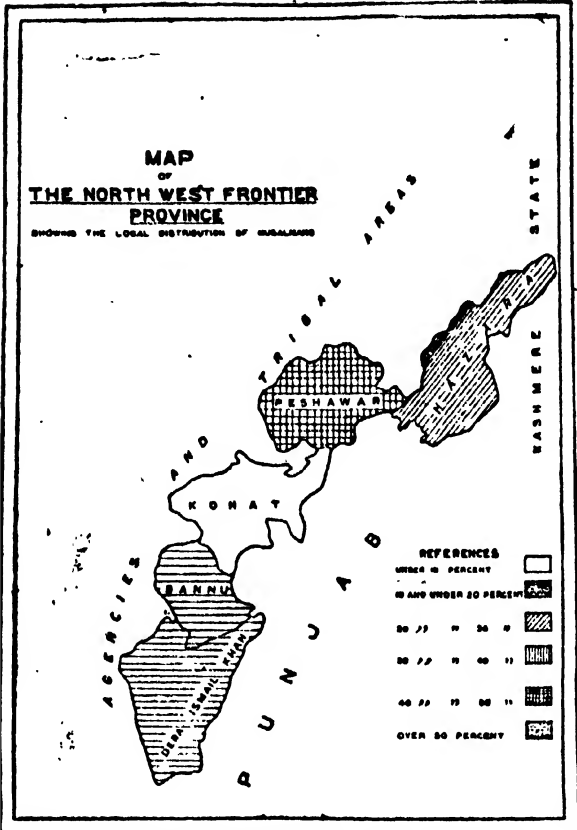 MAP
OF
THE NORTH WEST FRONTIER
PROVINCE
SHOWING THE LOCAL DISTRIBUTION OF MUSALMANS
TRIBAL AREAS
AND
AGENCIES
KASHMERE STATE
HAZARA
PESHAWAR
KOHAT
BANNU
DERA ISMAIL KHAN
PUNJAB
REFERENCES
UNDER 10 PERCENT
10 AND UNDER 20 PERCENT
20 " "
" "
40 " "
OVER 50 PERCENT